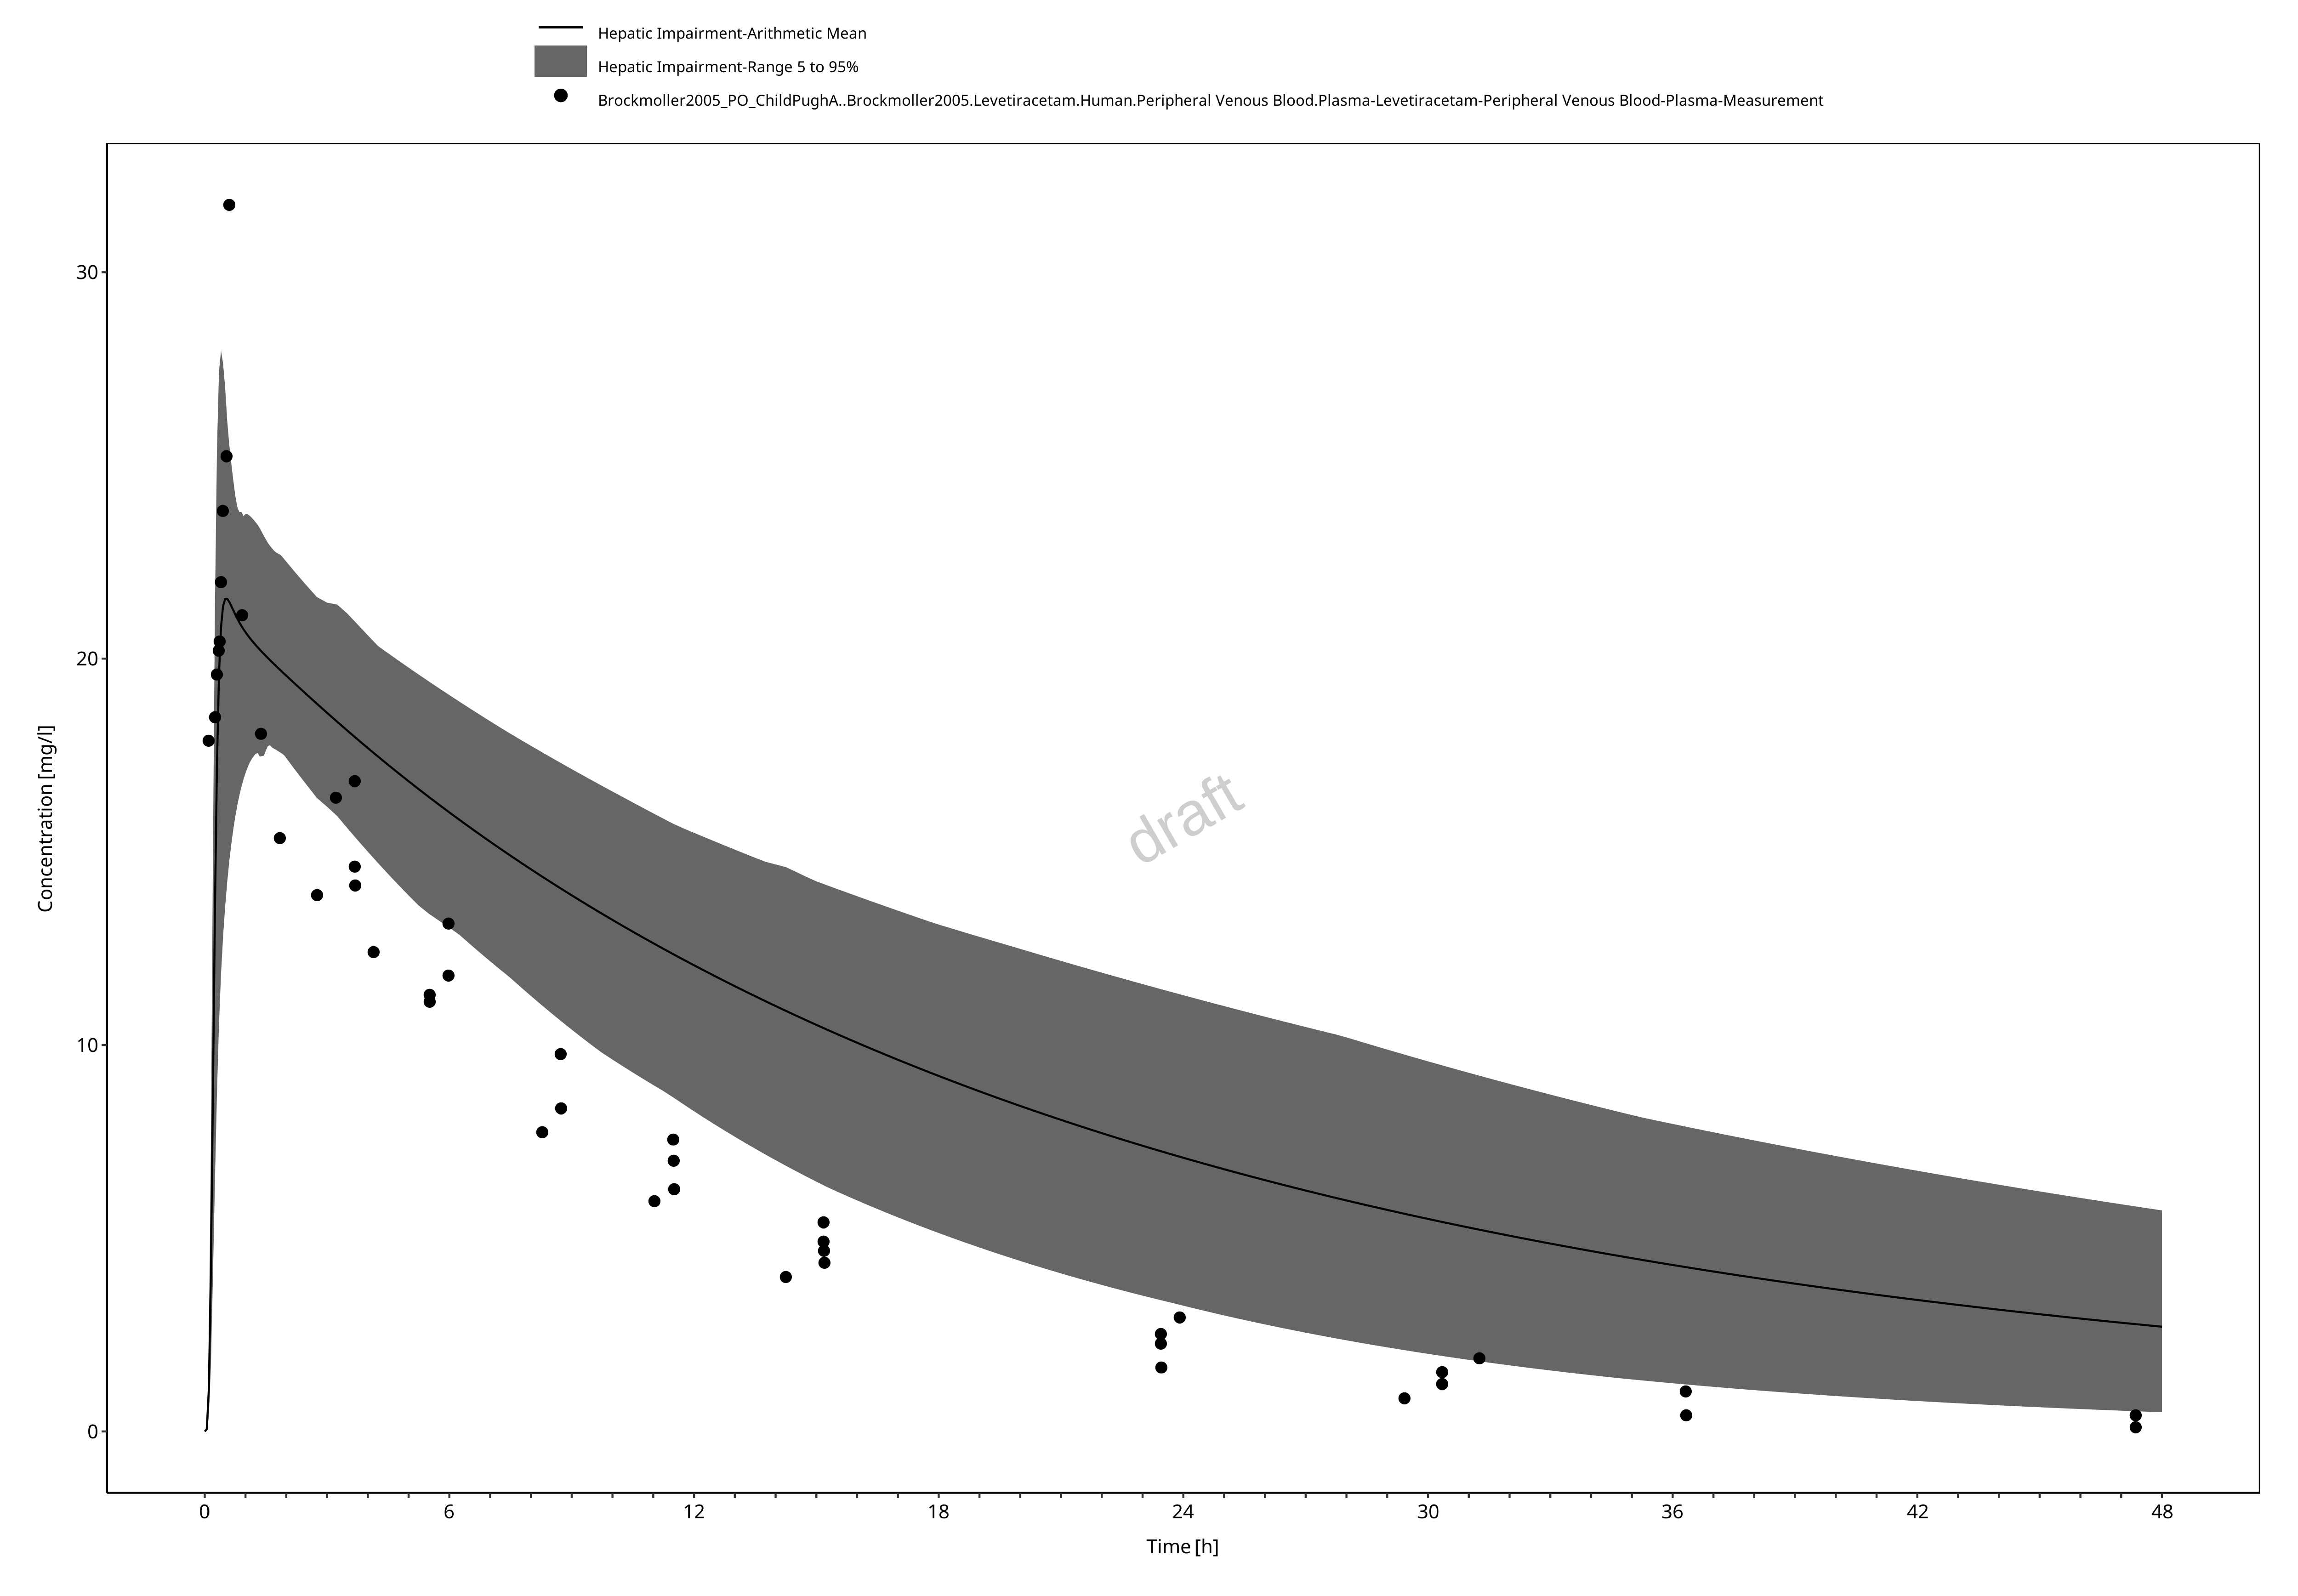 Hepatic Impairment-Arithmetic Mean
Hepatic Impairment-Range 5 to 95%
Brockmoller2005_PO_ChildPughA..Brockmoller2005.Levetiracetam.Human.Peripheral Venous Blood.Plasma-Levetiracetam-Peripheral Venous Blood-Plasma-Measurement
30
20
10
0
Concentration [mg/l]
draft
0 6 12 18 24 30 36 42 48
Time [h]